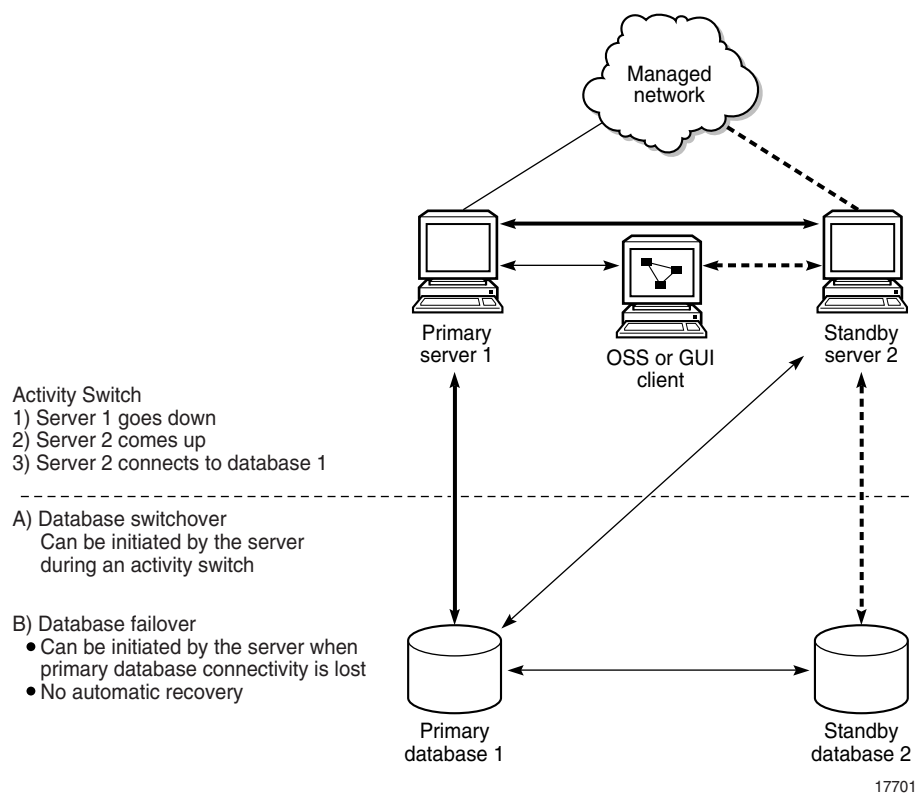 Managed
network
Primary
server 1
OSS or GUI
client
Standby
server 2
Activity Switch
1) Server 1 goes down
2) Server 2 comes up
3) Server 2 connects to database 1
A) Database switchover
Can be initiated by the server
during an activity switch
B) Database failover
• Can be initiated by the server when
primary database connectivity is lost
• No automatic recovery
Primary
database 1
Standby
database 2
17701